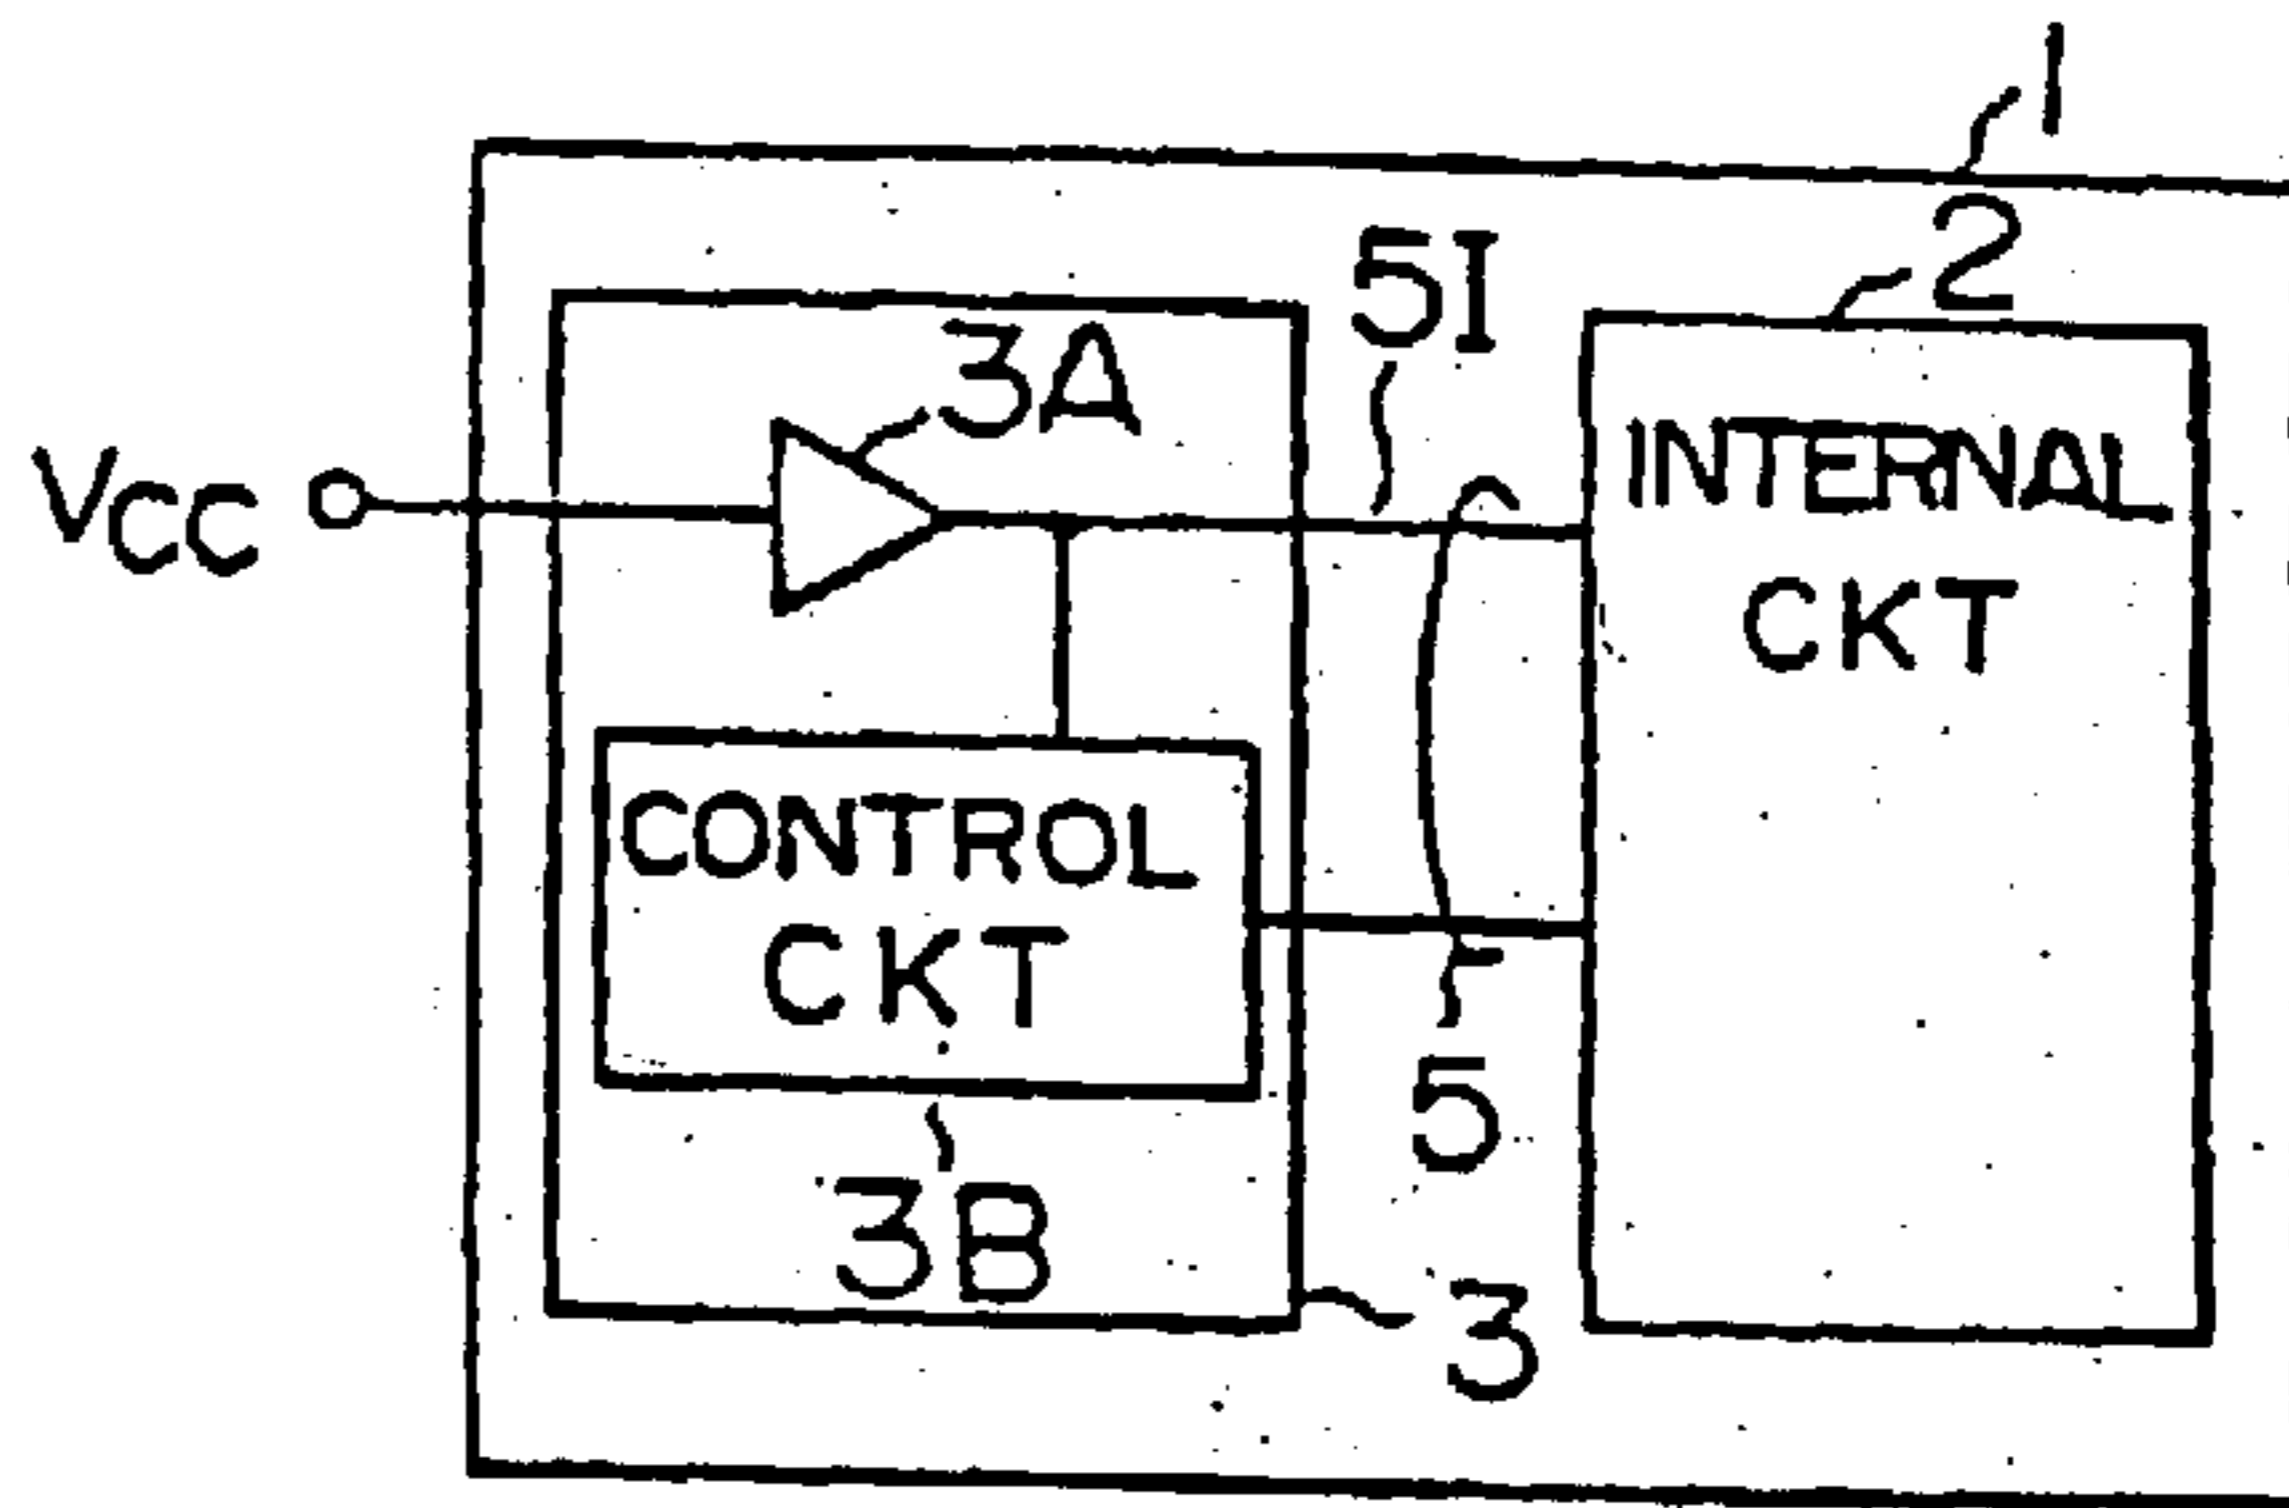 1
2
5I
3A
VCC
INTERNAL
CKT
CONTROL
CKT
5
3B
3